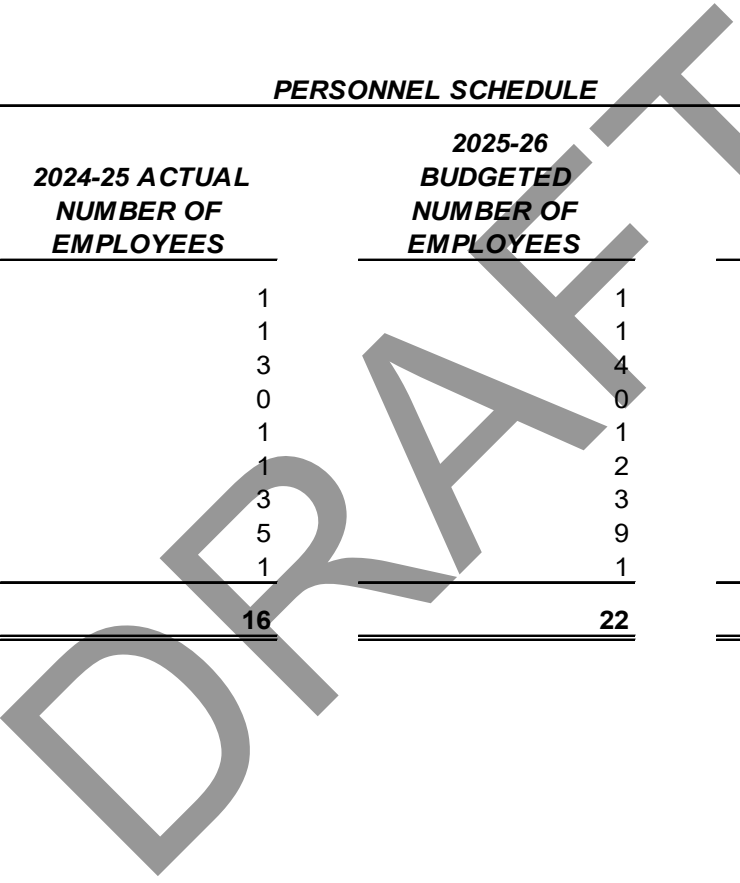 PERSONNEL SCHEDULE
2024-25 ACTUAL NUMBER OF EMPLOYEES
2025-26 BUDGETED NUMBER OF EMPLOYEES
1 1
1 1
3 4
0 0
1 1
1 2
3 3
5 9
1 1
16 22
DRAFT